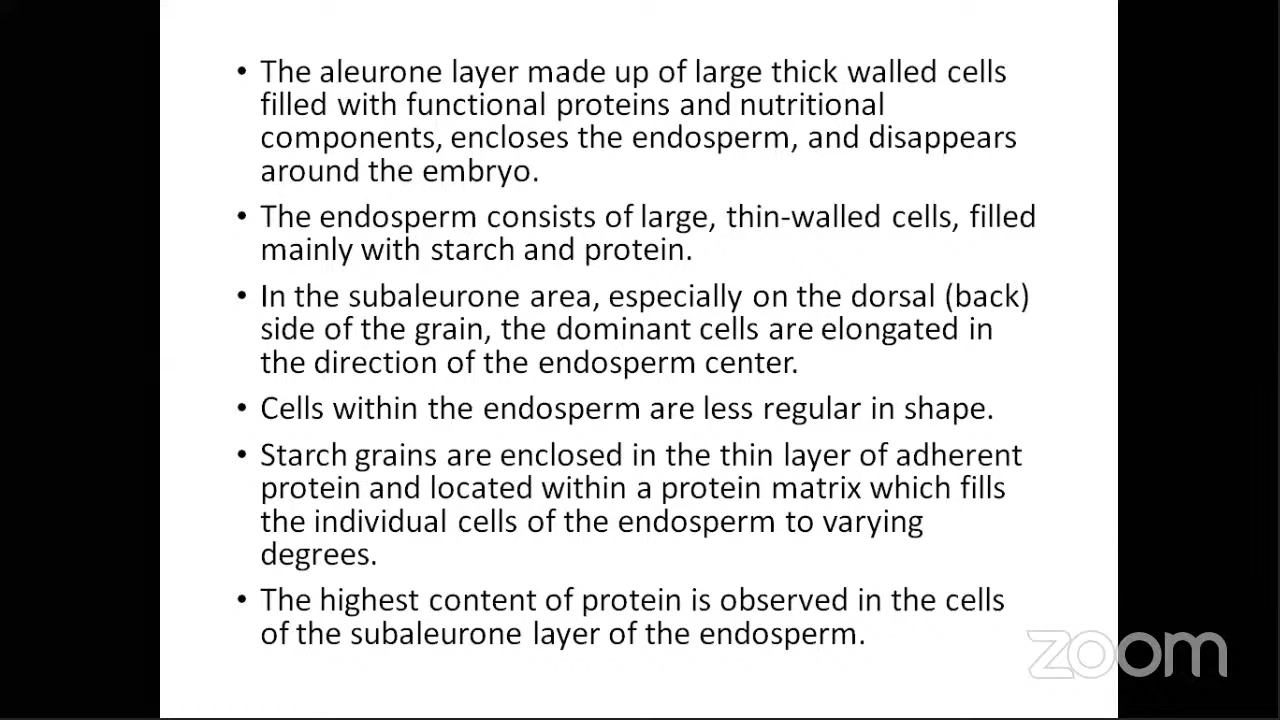 • The aleurone layer made up of large thick walled cells
filled with functional proteins and nutritional
components, encloses the endosperm, and disappears
around the embryo.
• The endosperm consists of large, thin-walled cells, filled
mainly with starch and protein.
• In the subaleurone area, especially on the dorsal (back)
side of the grain, the dominant cells are elongated in
the direction of the endosperm center.
• Cells within the endosperm are less regular in shape.
• Starch grains are enclosed in the thin layer of adherent
protein and located within a protein matrix which fills
the individual cells of the endosperm to varying
degrees.
• The highest content of protein is observed in the cells
of the subaleurone layer of the endosperm.
zoom